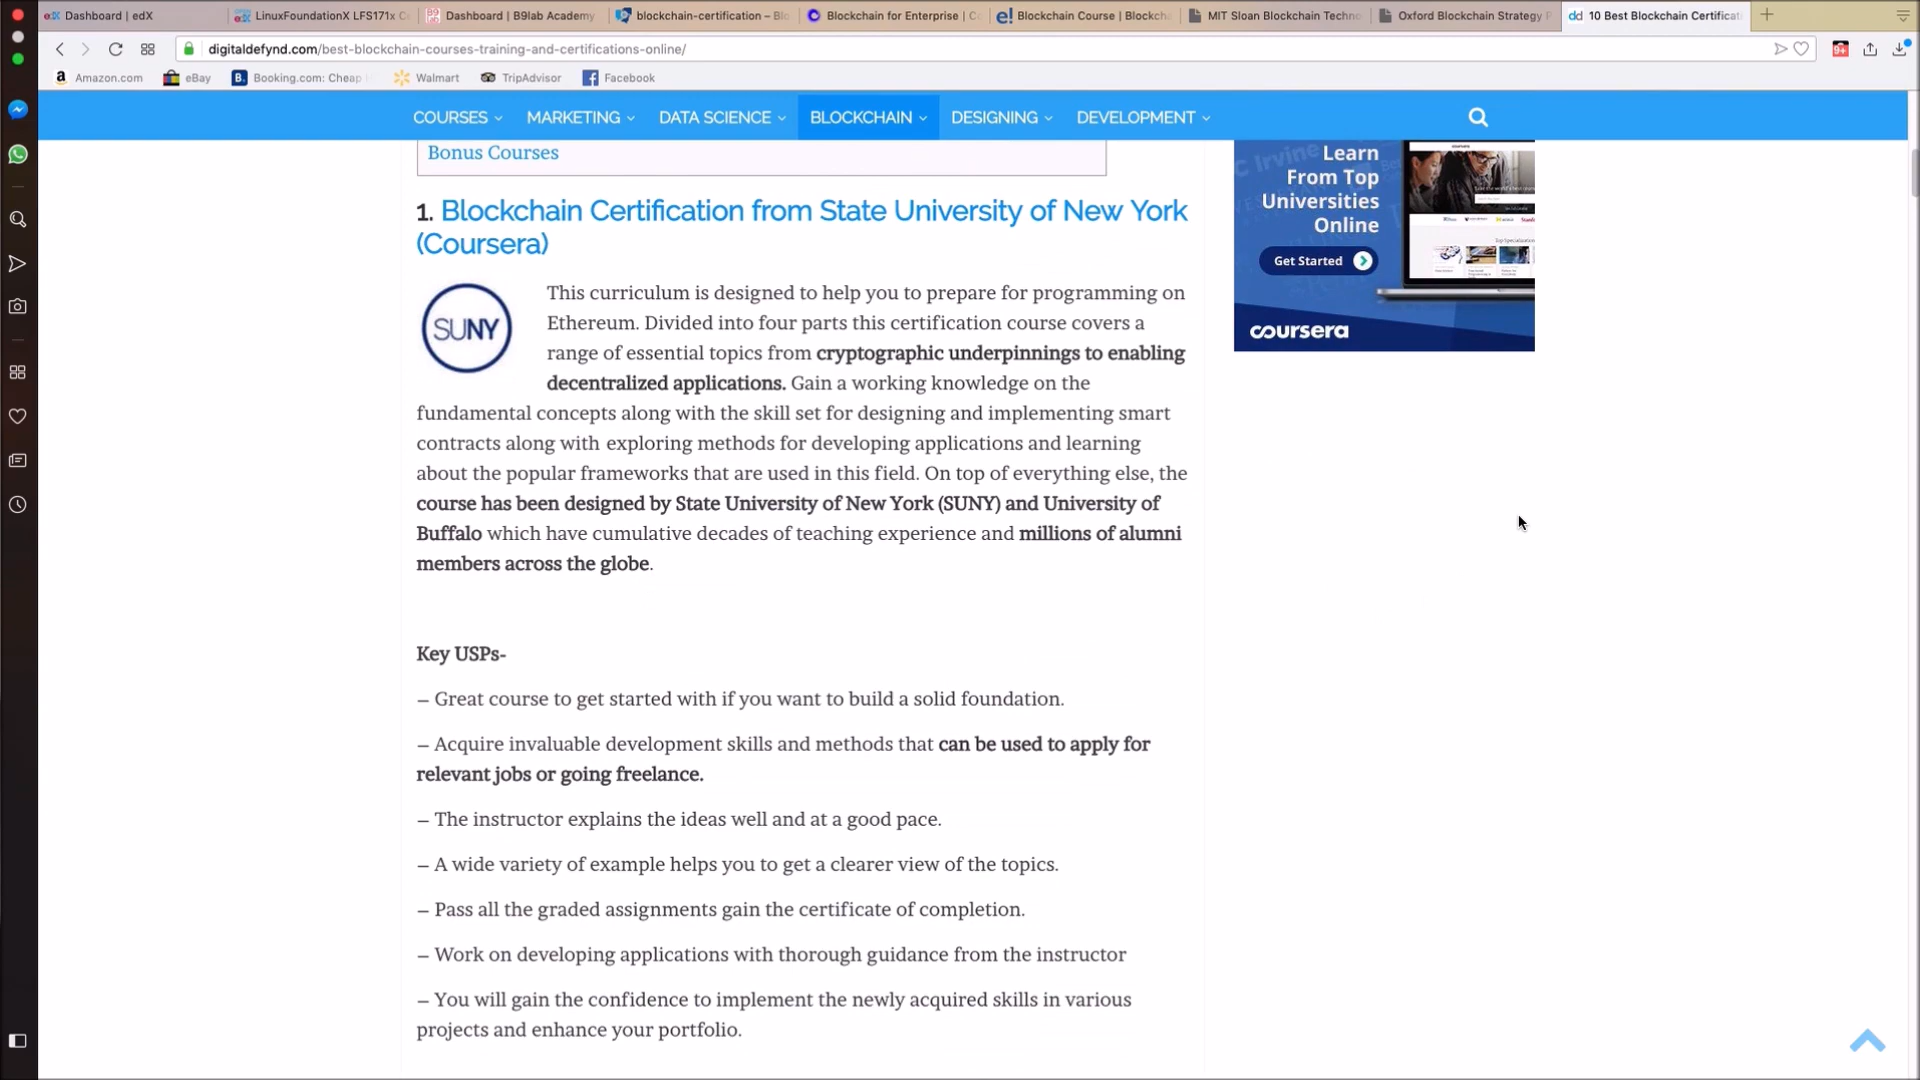 Dashboard | edX
LinuxFoundationX LFS171x Co
Dashboard | B9lab Academy
blockchain-certification – Blo
Blockchain for Enterprise | C
Blockchain Course | Blockch
MIT Sloan Blockchain Techno
Oxford Blockchain Strategy P
10 Best Blockchain Certificat
digitaldefynd.com/best-blockchain-courses-training-and-certifications-online/
9+
Amazon.com
eBay
Booking.com: Cheap
Walmart
TripAdvisor
Facebook
COURSES
MARKETING
DATA SCIENCE
BLOCKCHAIN
DESIGNING
DEVELOPMENT
Bonus Courses
1. Blockchain Certification from State University of New York
(Coursera)
SUNY
This curriculum is designed to help you to prepare for programming on
Ethereum. Divided into four parts this certification course covers a
range of essential topics from cryptographic underpinnings to enabling
decentralized applications. Gain a working knowledge on the
fundamental concepts along with the skill set for designing and implementing smart
contracts along with exploring methods for developing applications and learning
about the popular frameworks that are used in this field. On top of everything else, the
course has been designed by State University of New York (SUNY) and University of
Buffalo which have cumulative decades of teaching experience and millions of alumni
members across the globe.
Key USPs-
– Great course to get started with if you want to build a solid foundation.
– Acquire invaluable development skills and methods that can be used to apply for
relevant jobs or going freelance.
– The instructor explains the ideas well and at a good pace.
– A wide variety of example helps you to get a clearer view of the topics.
– Pass all the graded assignments gain the certificate of completion.
– Work on developing applications with thorough guidance from the instructor
– You will gain the confidence to implement the newly acquired skills in various
projects and enhance your portfolio.
C Irvine
Learn
From Top
Universities
Online
Get Started
coursera